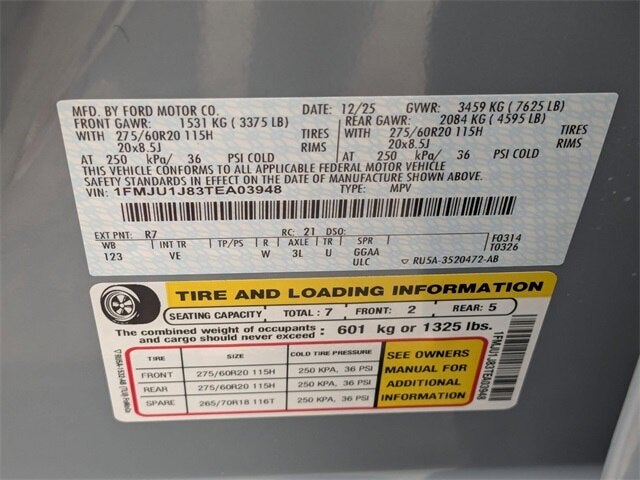 MFD. BY FORD MOTOR CO. DATE: 12/25 GVWR: 3459 KG (7625 LB)
FRONT GAWR: 1531 KG (3375 LB) REAR GAWR: 2084 KG (4595 LB)
WITH 275/60R20 115H TIRES WITH 275/60R20 115H TIRES
20x8.5J RIMS 20x8.5J RIMS
AT 250 kPa/ 36 PSI COLD AT 250 kPa/ 36 PSI COLD
THIS VEHICLE CONFORMS TO ALL APPLICABLE FEDERAL MOTOR VEHICLE
SAFETY STANDARDS IN EFFECT ON THE DATE OF MANUFACTURE SHOWN ABOVE.
VIN: 1FMJU1J83TEA03948 TYPE: MPV
EXT PNT: R7 RC: 21 DSO: F0314
WB INT TR TP/PS R AXLE TR SPR T0326
123 VE W 3L U GGAA
ULC ▽ RU5A-3520472-AB
TIRE AND LOADING INFORMATION
SEATING CAPACITY TOTAL: 7 FRONT: 2 REAR: 5
The combined weight of occupants and cargo should never exceed: 601 kg or 1325 lbs.
TIRE SIZE COLD TIRE PRESSURE
FRONT 275/60R20 115H 250 KPA, 36 PSI
REAR 275/60R20 115H 250 KPA, 36 PSI
SPARE 265/70R18 116T 250 KPA, 36 PSI
SEE OWNERS
MANUAL FOR
ADDITIONAL
INFORMATION
1FMJU1J83TEA03948